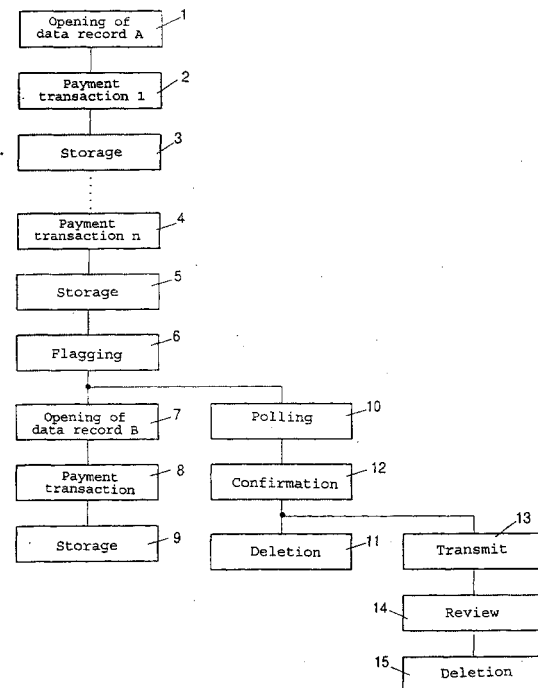 Opening of
data record A
1
Payment
transaction 1
2
Storage
3
Payment
transaction n
4
Storage
5
Flagging
6
Opening of
data record B
7
Polling
10
Payment
transaction
8
Confirmation
12
Storage
9
Deletion
11
Transmit
13
14
Review
15
Deletion